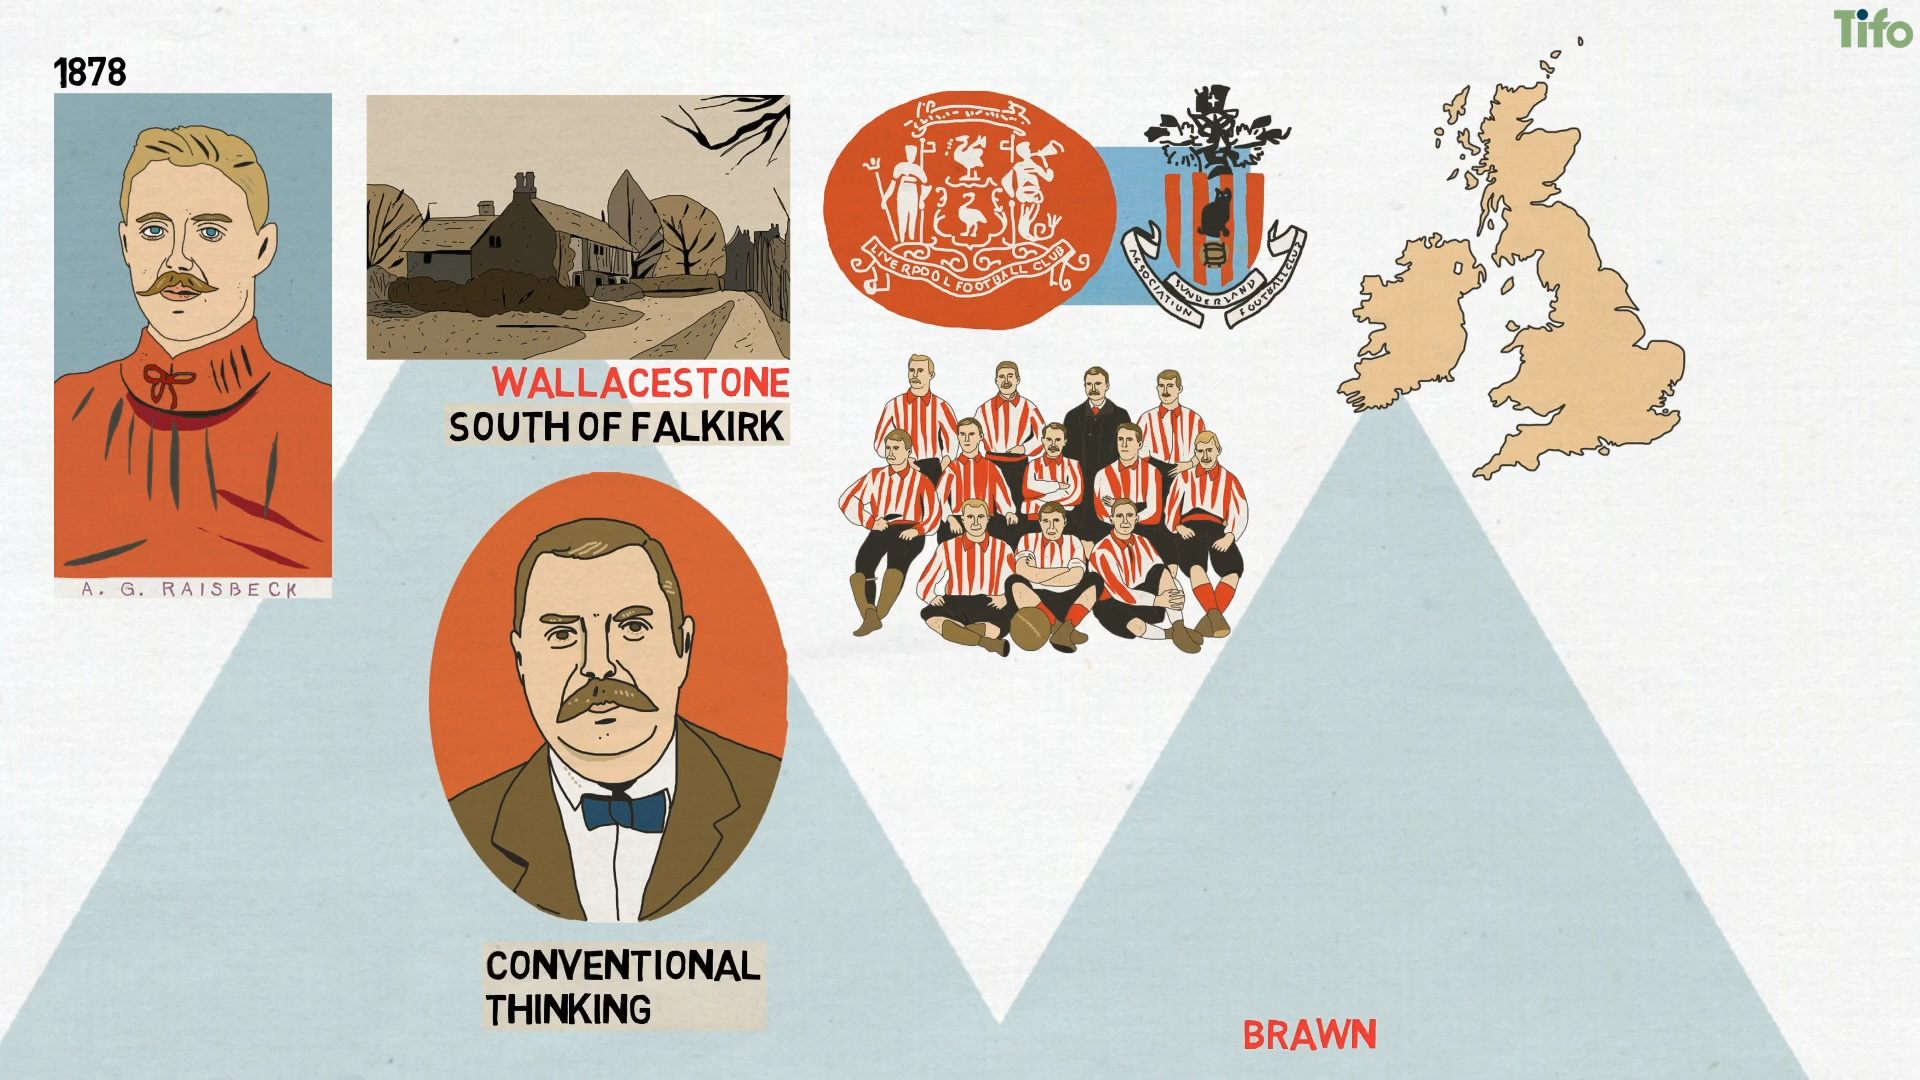 Tifo
1878
A. G. RAISBECK
WALLACESTONE
SOUTH OF FALKIRK
LIVERPOOL FOOTBALL CLUB
ASSOCIATION
SUNDERLAND
FOOTBALL CLUB
CONVENTIONAL
THINKING
BRAWN